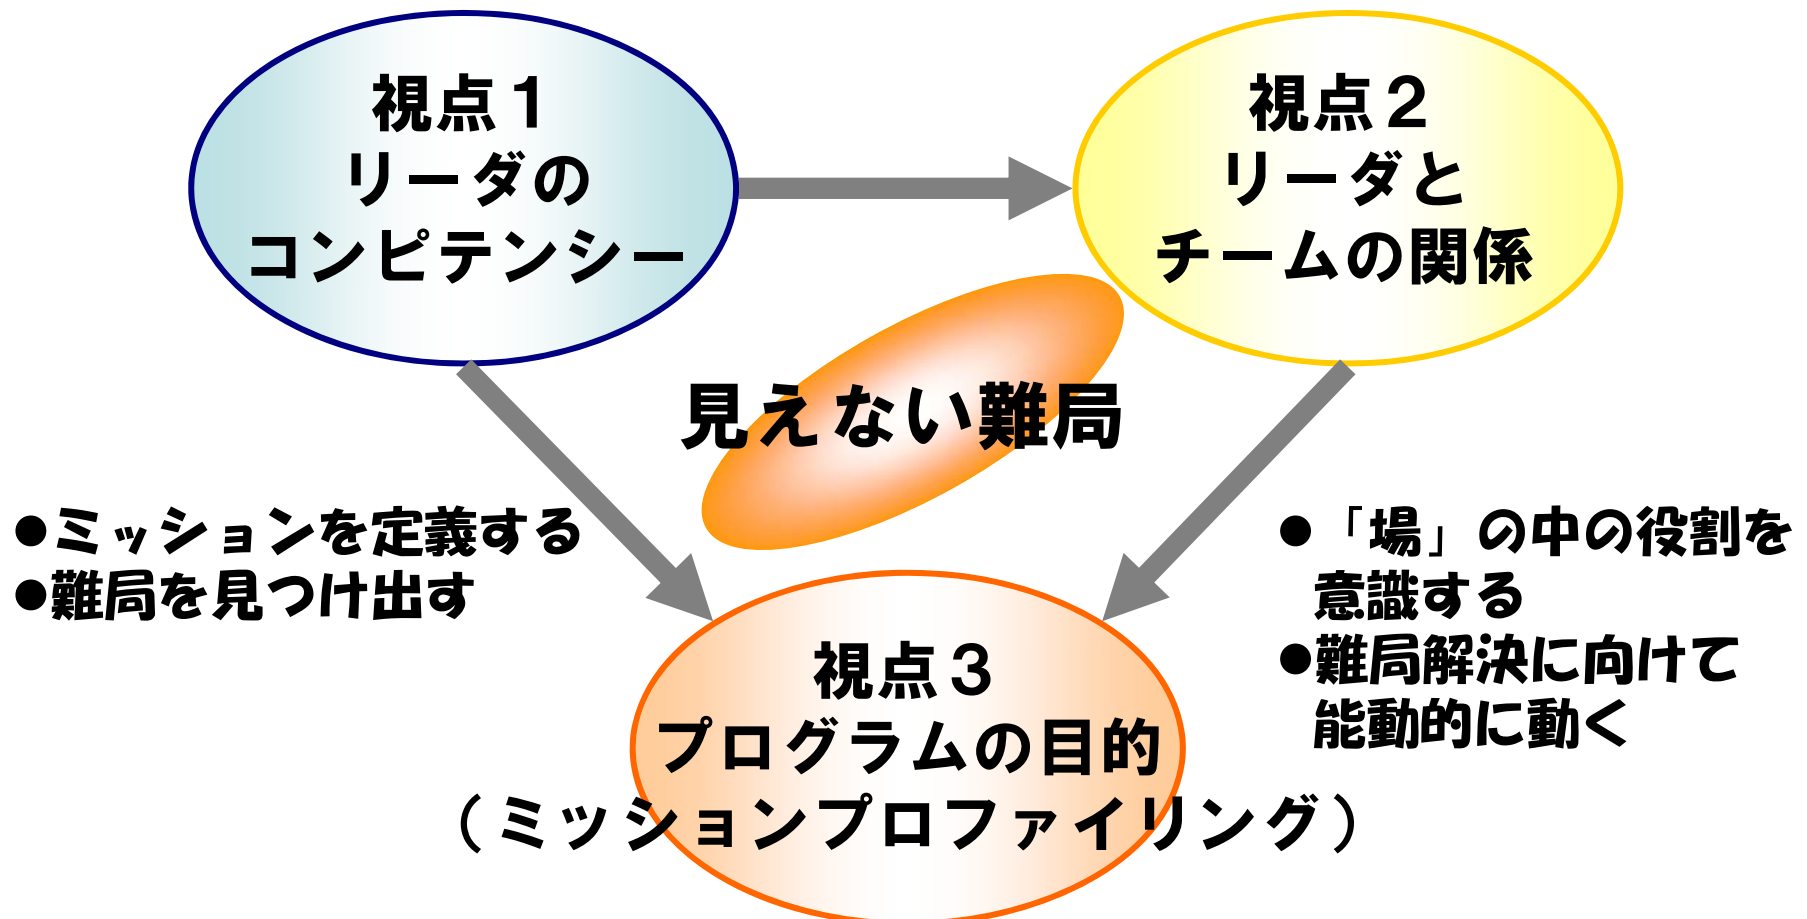 視点１
リーダの
コンピテンシー
視点２
リーダと
チームの関係
見えない難局
●ミッションを定義する
●難局を見つけ出す
●「場」の中の役割を
意識する
●難局解決に向けて
能動的に動く
視点３
プログラムの目的
（ミッションプロファイリング）